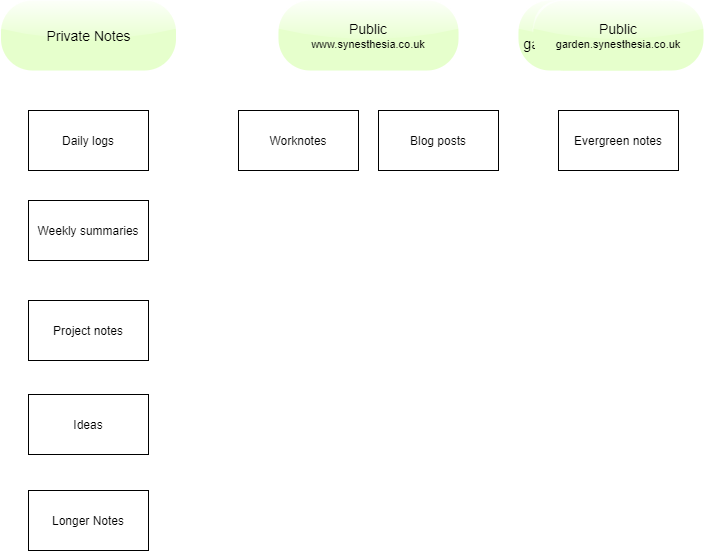 Private Notes
Public
www.synesthesia.co.uk
Public
garden.synesthesia.co.uk
Daily logs
Worknotes
Blog posts
Evergreen notes
Weekly summaries
Project notes
Ideas
Longer Notes